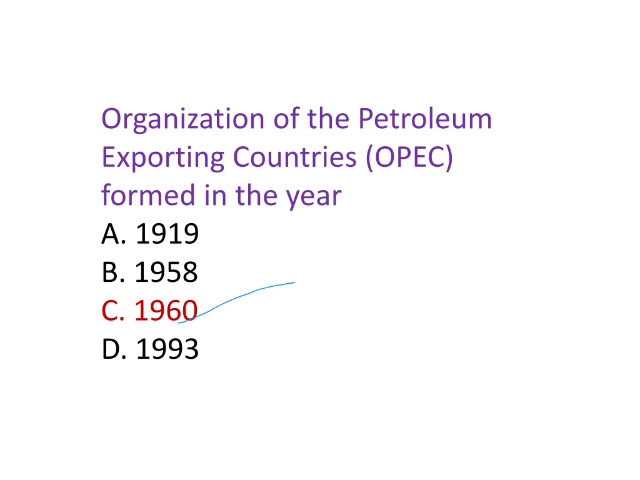 Organization of the Petroleum
Exporting Countries (OPEC)
formed in the year
A. 1919
B. 1958
C. 1960
D. 1993